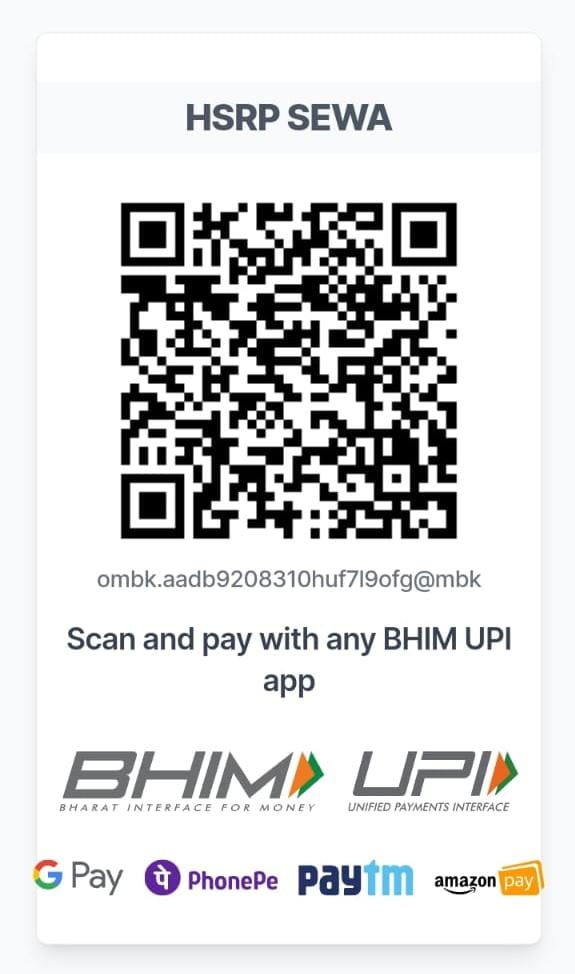 HSRP SEWA
ombk.aadb9208310huf7l9ofg@mbk
Scan and pay with any BHIM UPI
app
BHIM UPI
BHARAT INTERFACE FOR MONEY UNIFIED PAYMENTS INTERFACE
G Pay पे PhonePe paytm amazon pay